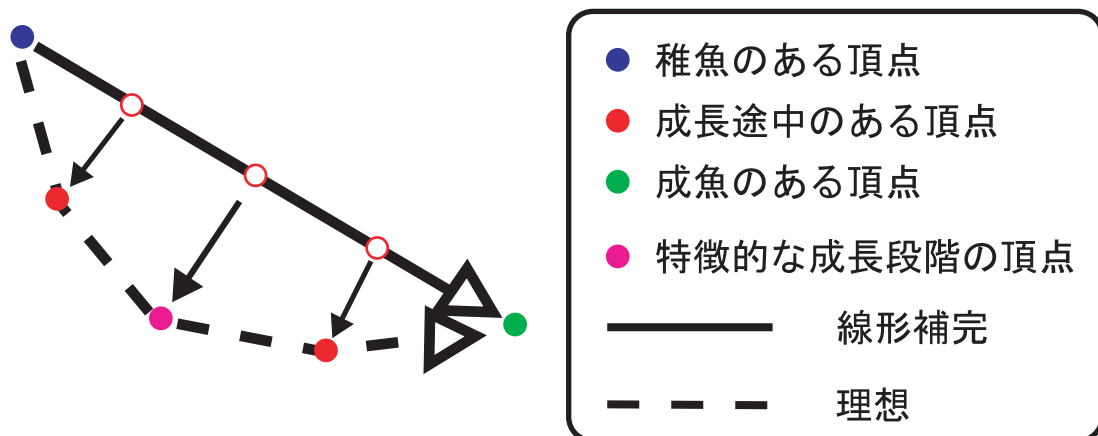 稚魚のある頂点
成長途中のある頂点
成魚のある頂点
特徴的な成長段階の頂点
線形補完
理想